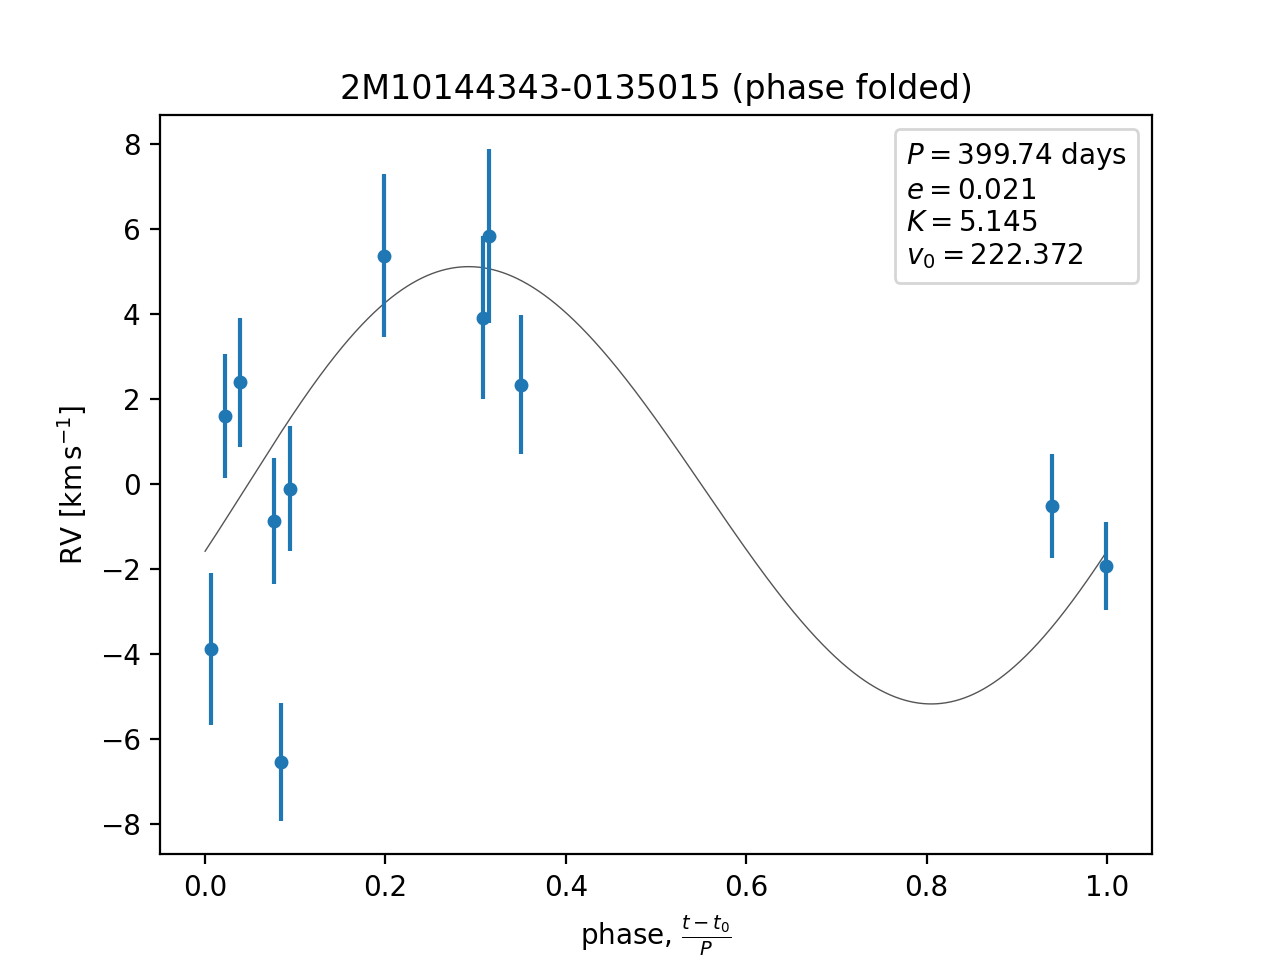 2M10144343-0135015 (phase folded)
P = 399.74 days
e = 0.021
K = 5.145
v₀ = 222.372
RV [km s⁻¹]
8
6
4
2
0
−2
−4
−6
−8
0.0 0.2 0.4 0.6 0.8 1.0
phase, (t − t₀)/P